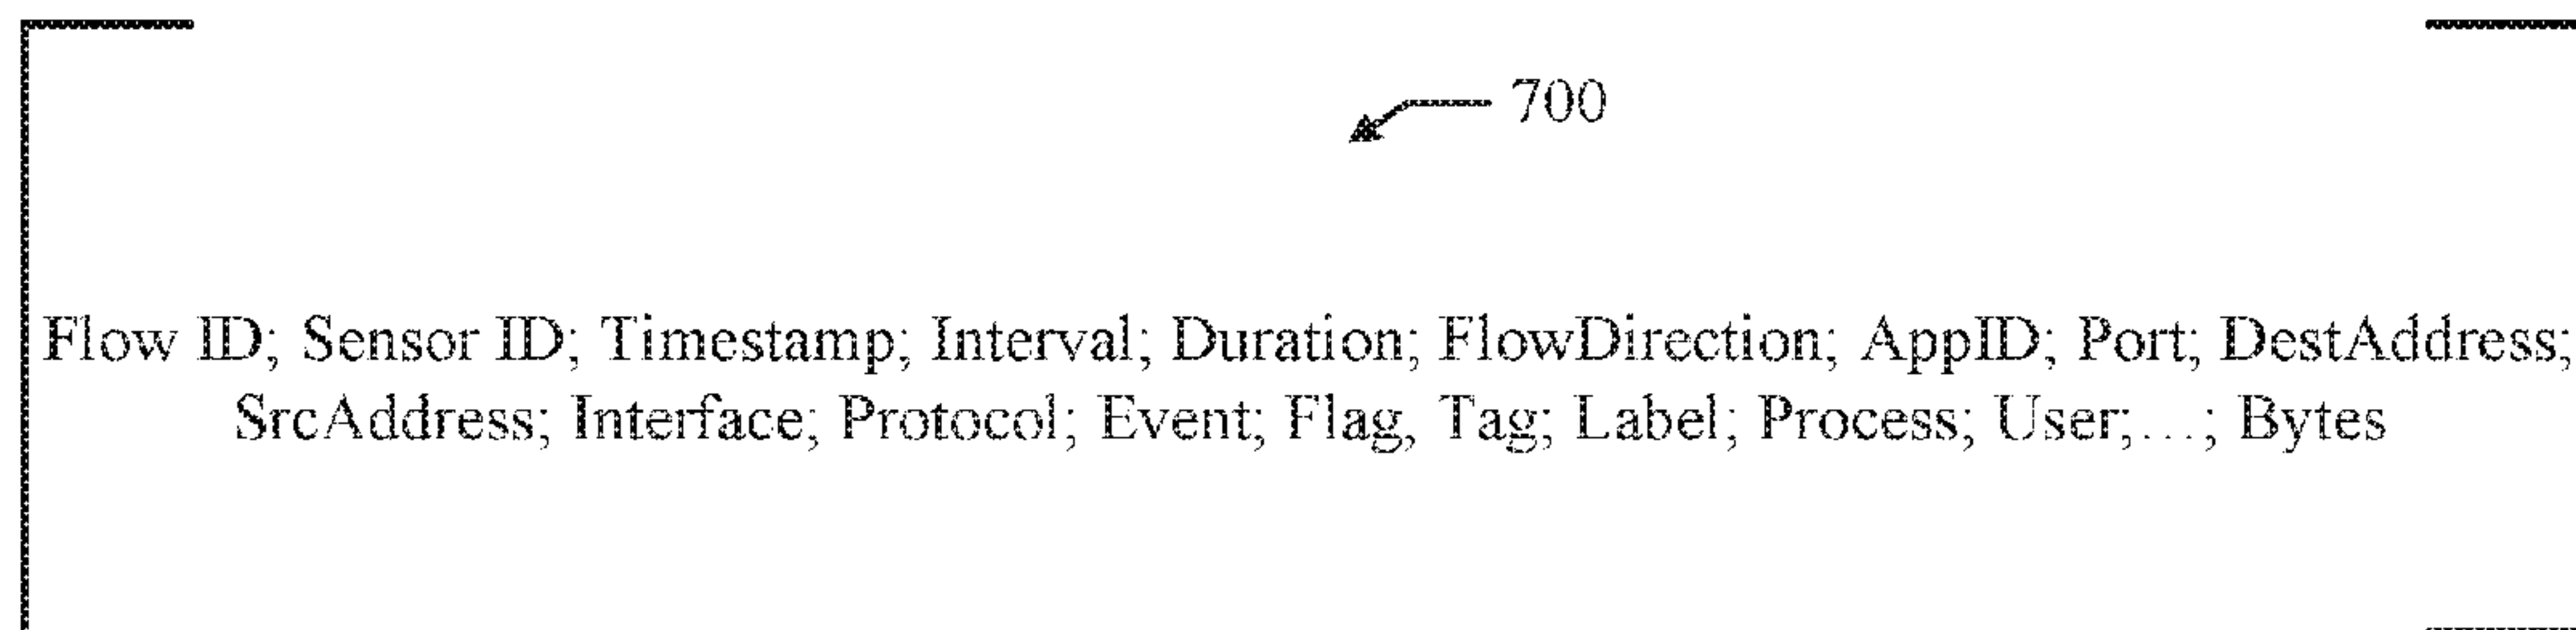 700
Flow ID; Sensor ID; Timestamp; Interval; Duration; FlowDirection; AppID; Port; DestAddress;
SrcAddress; Interface; Protocol; Event; Flag, Tag; Label; Process; User;...; Bytes